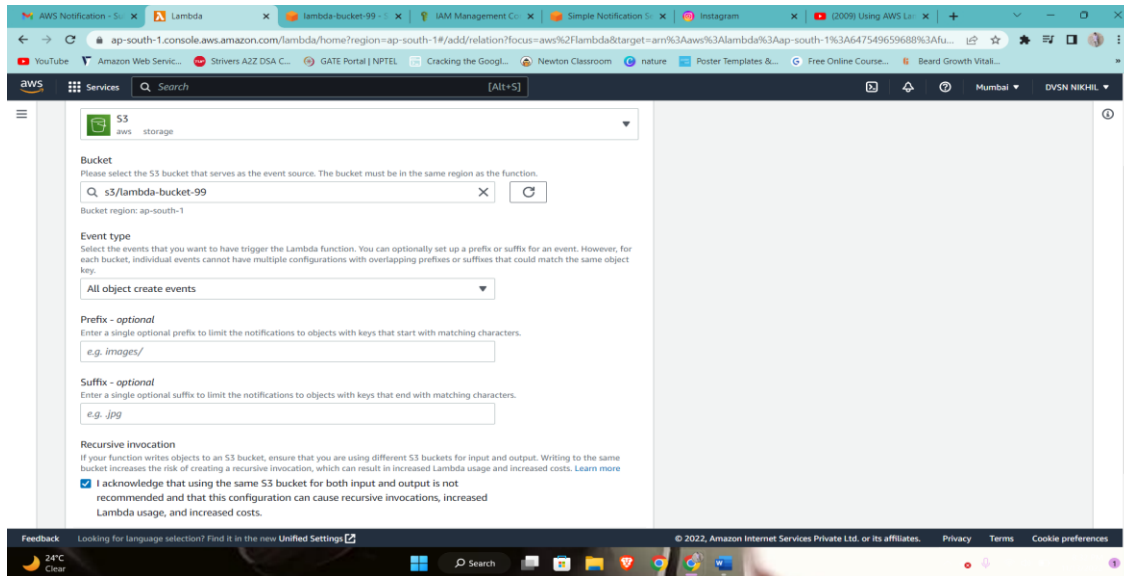 AWS Notification - Su
Lambda
lambda-bucket-99 - S
IAM Management Con
Simple Notification Se
Instagram
(2009) Using AWS Lam
ap-south-1.console.aws.amazon.com/lambda/home?region=ap-south-1#/add/relation?focus=aws%2Flambda&target=arn%3Aaws%3Alambda%3Aap-south-1%3A647549659688%3Afu...
YouTube
Amazon Web Servic...
Strivers A2Z DSA C...
GATE Portal | NPTEL
Cracking the Googl...
Newton Classroom
nature
Poster Templates &...
Free Online Course...
Beard Growth Vitali...
aws
Services
Search
[Alt+S]
Mumbai
DVSN NIKHIL
S3
aws storage
Bucket
Please select the S3 bucket that serves as the event source. The bucket must be in the same region as the function.
s3/lambda-bucket-99
Bucket region: ap-south-1
Event type
Select the events that you want to have trigger the Lambda function. You can optionally set up a prefix or suffix for an event. However, for
each bucket, individual events cannot have multiple configurations with overlapping prefixes or suffixes that could match the same object
key.
All object create events
Prefix - optional
Enter a single optional prefix to limit the notifications to objects with keys that start with matching characters.
e.g. images/
Suffix - optional
Enter a single optional suffix to limit the notifications to objects with keys that end with matching characters.
e.g. .jpg
Recursive invocation
If your function writes objects to an S3 bucket, ensure that you are using different S3 buckets for input and output. Writing to the same
bucket increases the risk of creating a recursive invocation, which can result in increased Lambda usage and increased costs. Learn more
I acknowledge that using the same S3 bucket for both input and output is not
recommended and that this configuration can cause recursive invocations, increased
Lambda usage, and increased costs.
Feedback
Looking for language selection? Find it in the new Unified Settings
© 2022, Amazon Internet Services Private Ltd. or its affiliates.
Privacy
Terms
Cookie preferences
24°C
Clear
Search
1